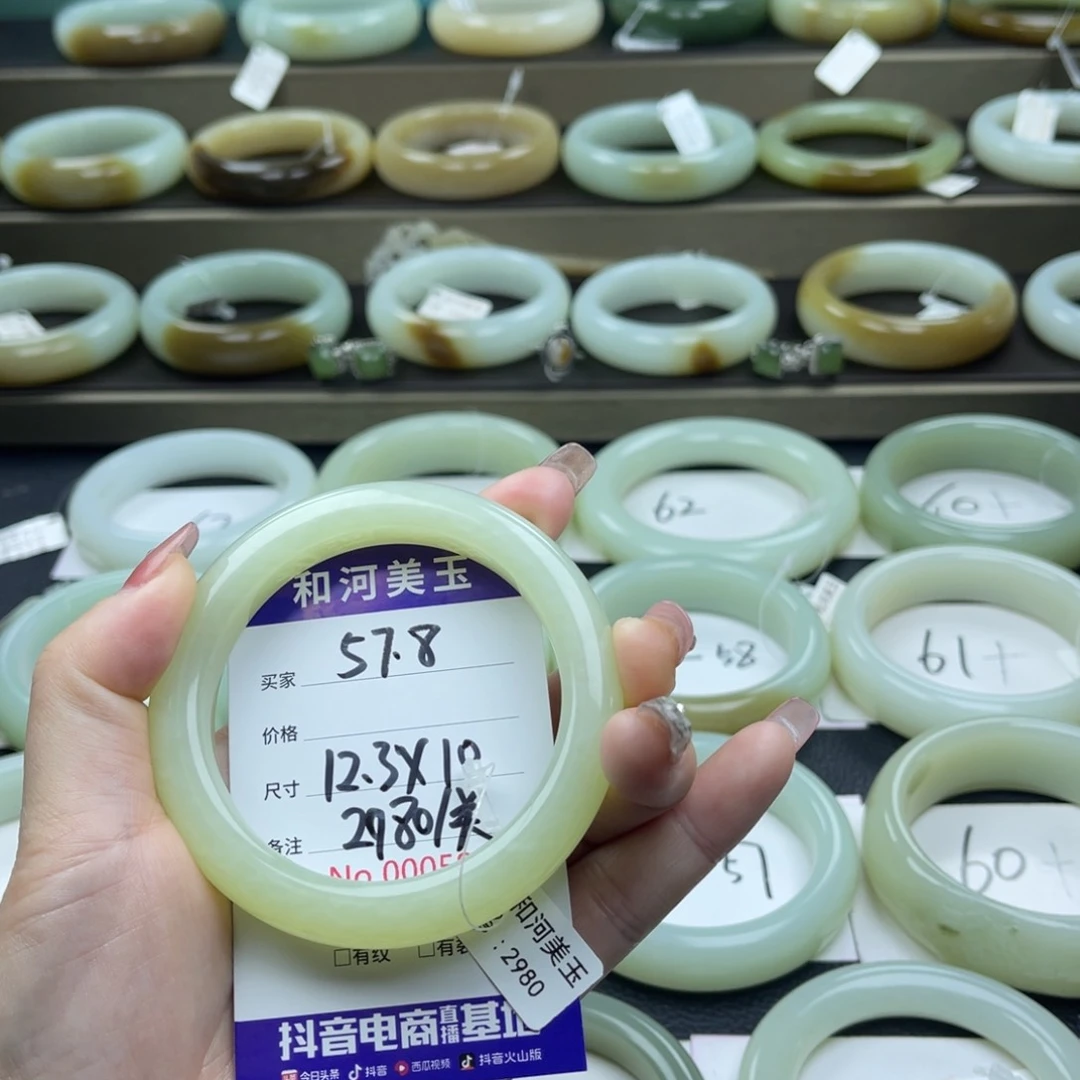 62
60+
和河美玉
57.8
买家
58
61+
价格
12.3X10
尺寸
2980/关
备注
No.0005
57
60+
和河美玉
:2980
□有纹 □有
抖音电商直播基地
今日头条 抖音 西瓜视频 抖音火山版